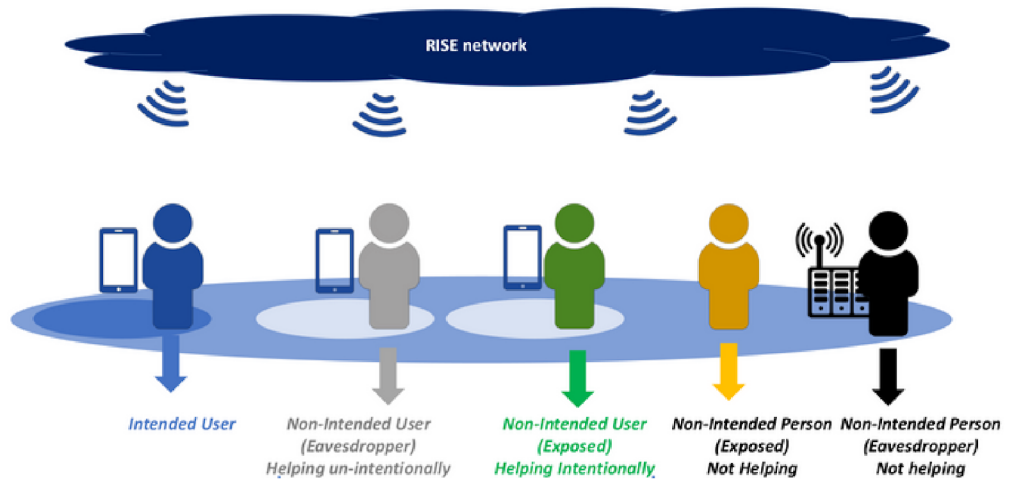 RISE network
Intended User
Non-Intended User
(Eavesdropper)
Helping un-intentionally
Non-Intended User
(Exposed)
Helping Intentionally
Non-Intended Person
(Exposed)
Not Helping
Non-Intended Person
(Eavesdropper)
Not helping